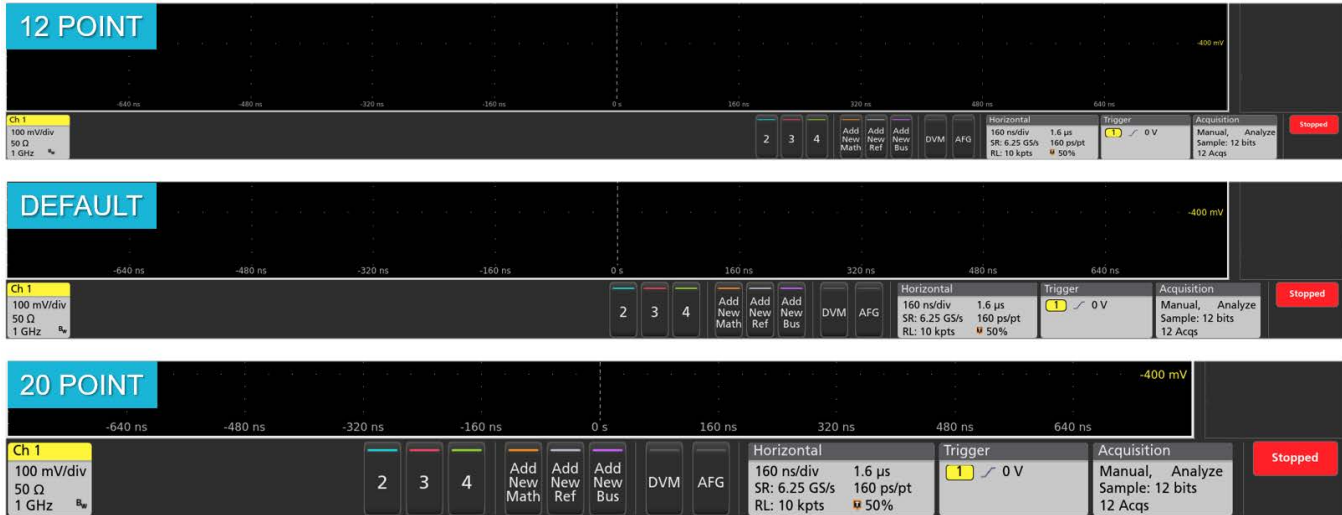 12 POINT
-400 mV
-640 ns -480 ns -320 ns -160 ns 0 s 160 ns 320 ns 480 ns 640 ns
Ch 1
100 mV/div
50 Ω
1 GHz Bw
2 3 4
Add New Math
Add New Ref
Add New Bus
DVM AFG
Horizontal
160 ns/div 1.6 µs
SR: 6.25 GS/s 160 ps/pt
RL: 10 kpts 50%
Trigger
1 0 V
Acquisition
Manual, Analyze
Sample: 12 bits
12 Acqs
Stopped
DEFAULT
-400 mV
-640 ns -480 ns -320 ns -160 ns 0 s 160 ns 320 ns 480 ns 640 ns
Ch 1
100 mV/div
50 Ω
1 GHz Bw
2 3 4
Add New Math
Add New Ref
Add New Bus
DVM AFG
Horizontal
160 ns/div 1.6 µs
SR: 6.25 GS/s 160 ps/pt
RL: 10 kpts 50%
Trigger
1 0 V
Acquisition
Manual, Analyze
Sample: 12 bits
12 Acqs
Stopped
20 POINT
-400 mV
-640 ns -480 ns -320 ns -160 ns 0 s 160 ns 320 ns 480 ns 640 ns
Ch 1
100 mV/div
50 Ω
1 GHz Bw
2 3 4
Add New Math
Add New Ref
Add New Bus
DVM AFG
Horizontal
160 ns/div 1.6 µs
SR: 6.25 GS/s 160 ps/pt
RL: 10 kpts 50%
Trigger
1 0 V
Acquisition
Manual, Analyze
Sample: 12 bits
12 Acqs
Stopped